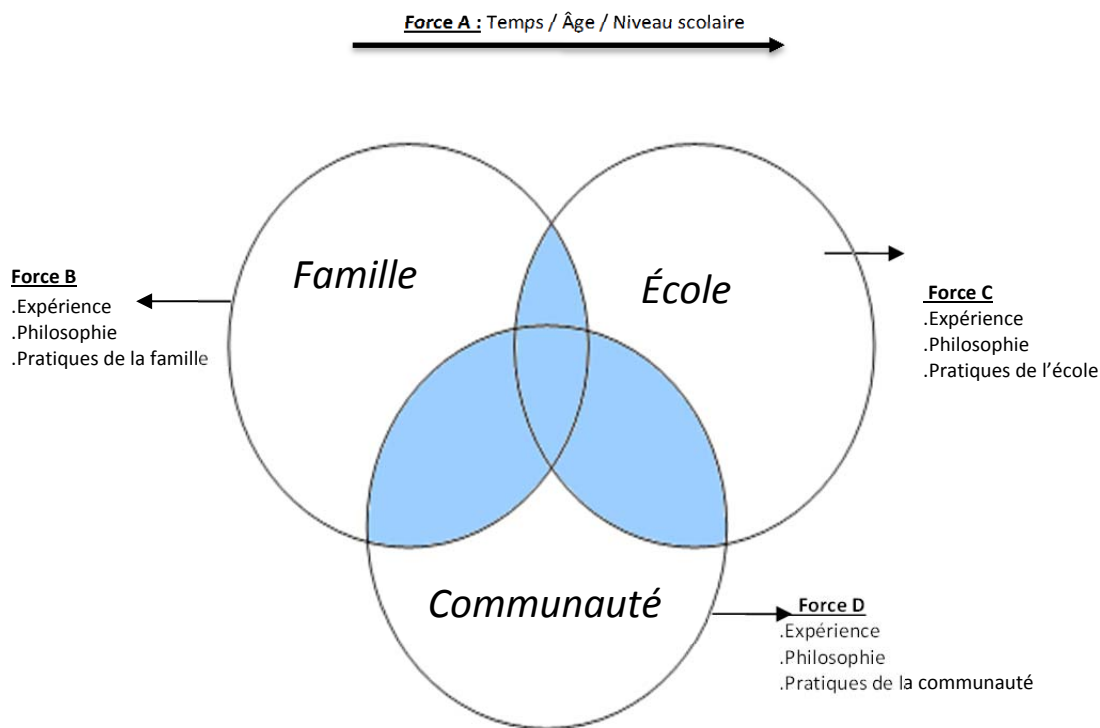 Force A : Temps / Âge / Niveau scolaire
Famille
École
Force B
.Expérience
.Philosophie
.Pratiques de la famille
Force C
.Expérience
.Philosophie
.Pratiques de l’école
Communauté
Force D
.Expérience
.Philosophie
.Pratiques de la communauté